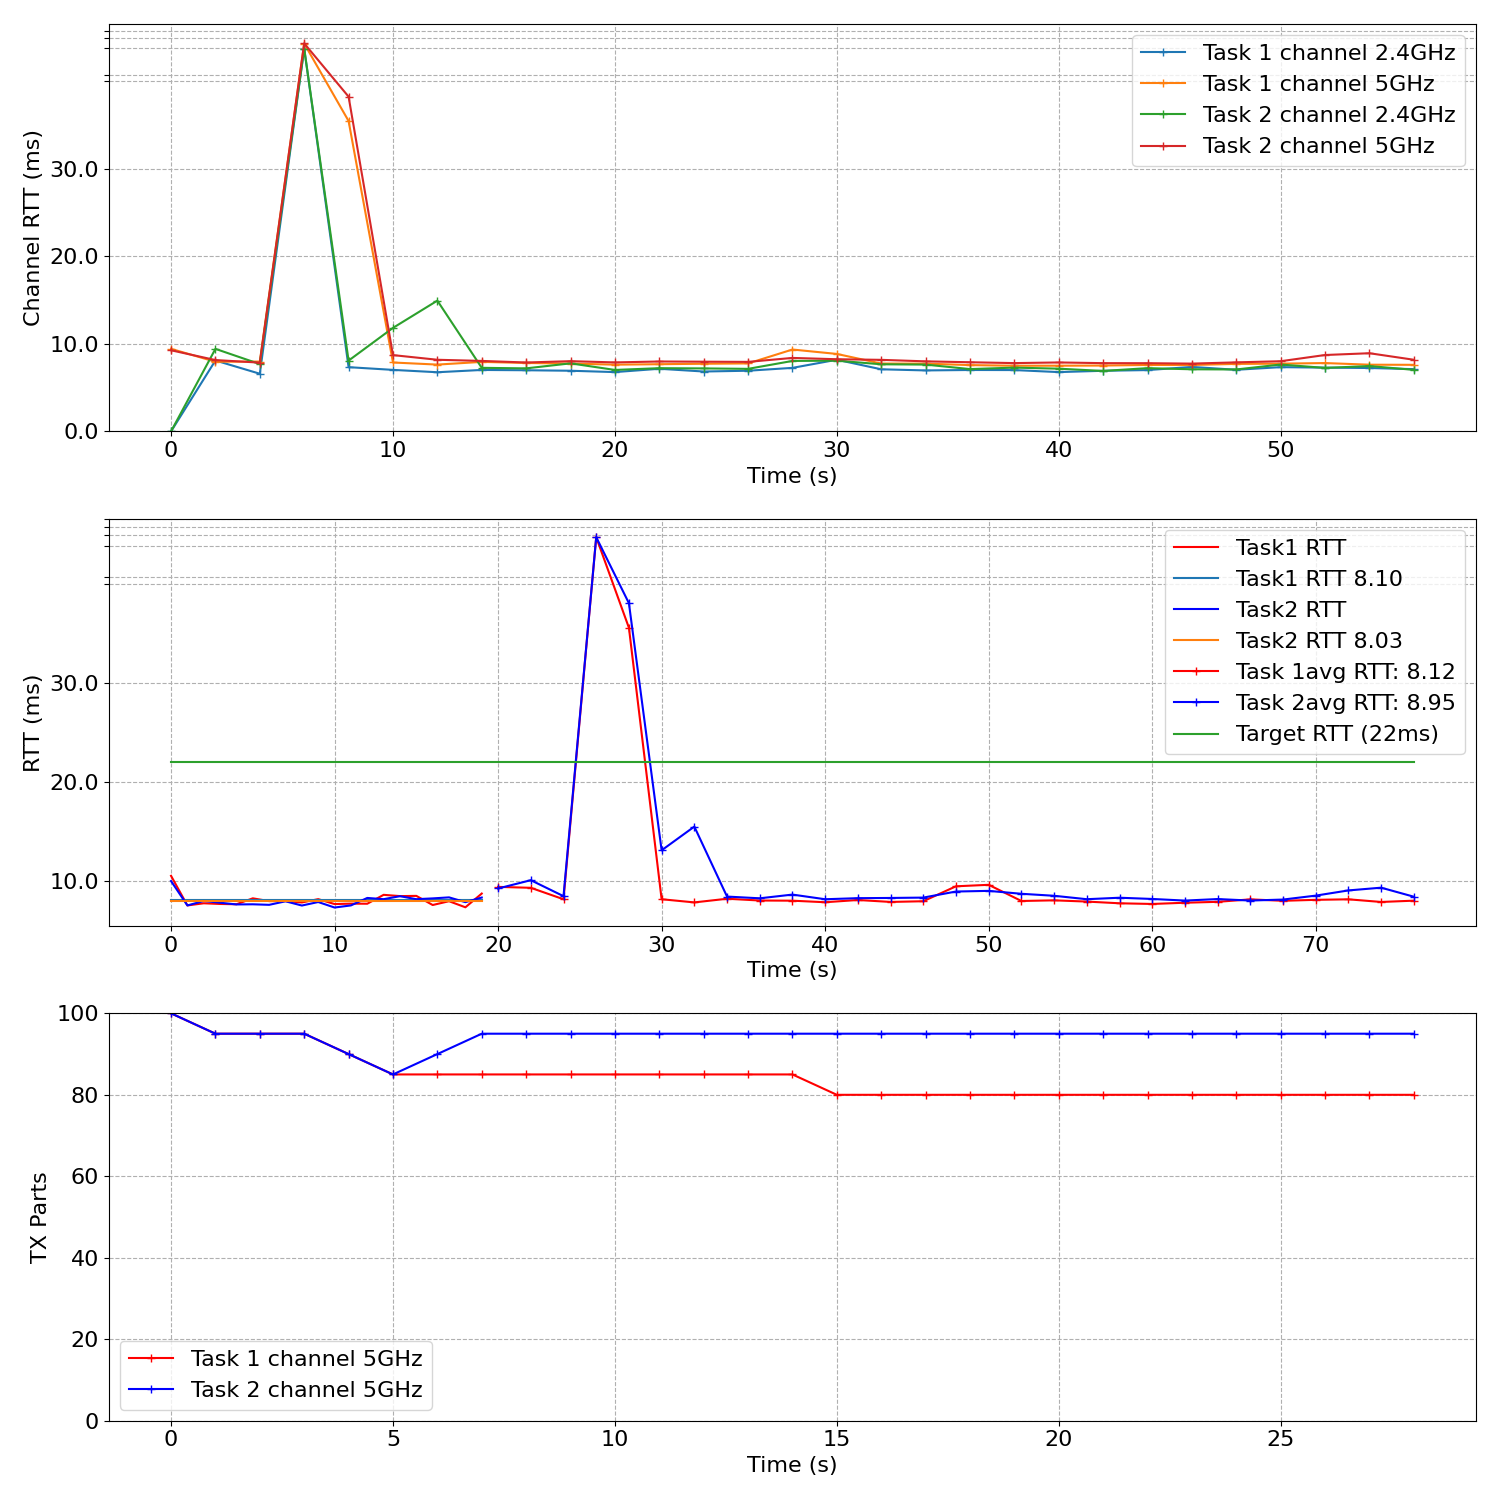 Channel RTT (ms)
30.0
20.0
10.0
0.0
Task 1 channel 2.4GHz
Task 1 channel 5GHz
Task 2 channel 2.4GHz
Task 2 channel 5GHz
0 10 20 30 40 50
Time (s)
RTT (ms)
30.0
20.0
10.0
Task1 RTT
Task1 RTT 8.10
Task2 RTT
Task2 RTT 8.03
Task 1avg RTT: 8.12
Task 2avg RTT: 8.95
Target RTT (22ms)
0 10 20 30 40 50 60 70
Time (s)
TX Parts
100
80
60
40
20
0
Task 1 channel 5GHz
Task 2 channel 5GHz
0 5 10 15 20 25
Time (s)